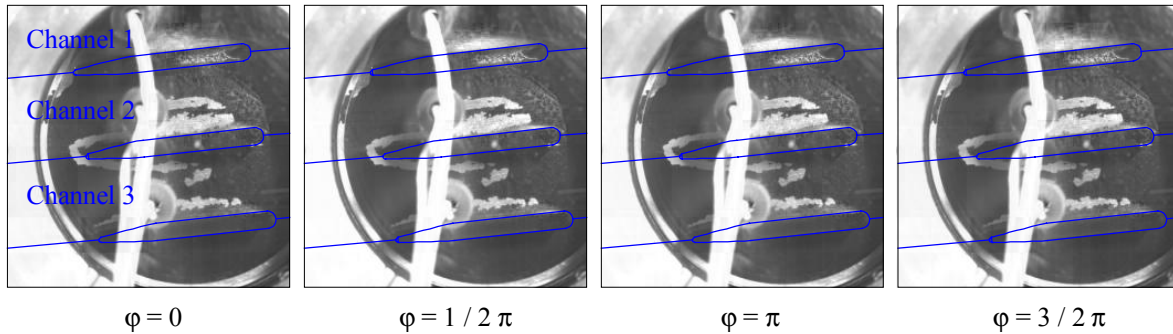 Channel 1
Channel 2
Channel 3
φ = 0
φ = 1 / 2 π
φ = π
φ = 3 / 2 π